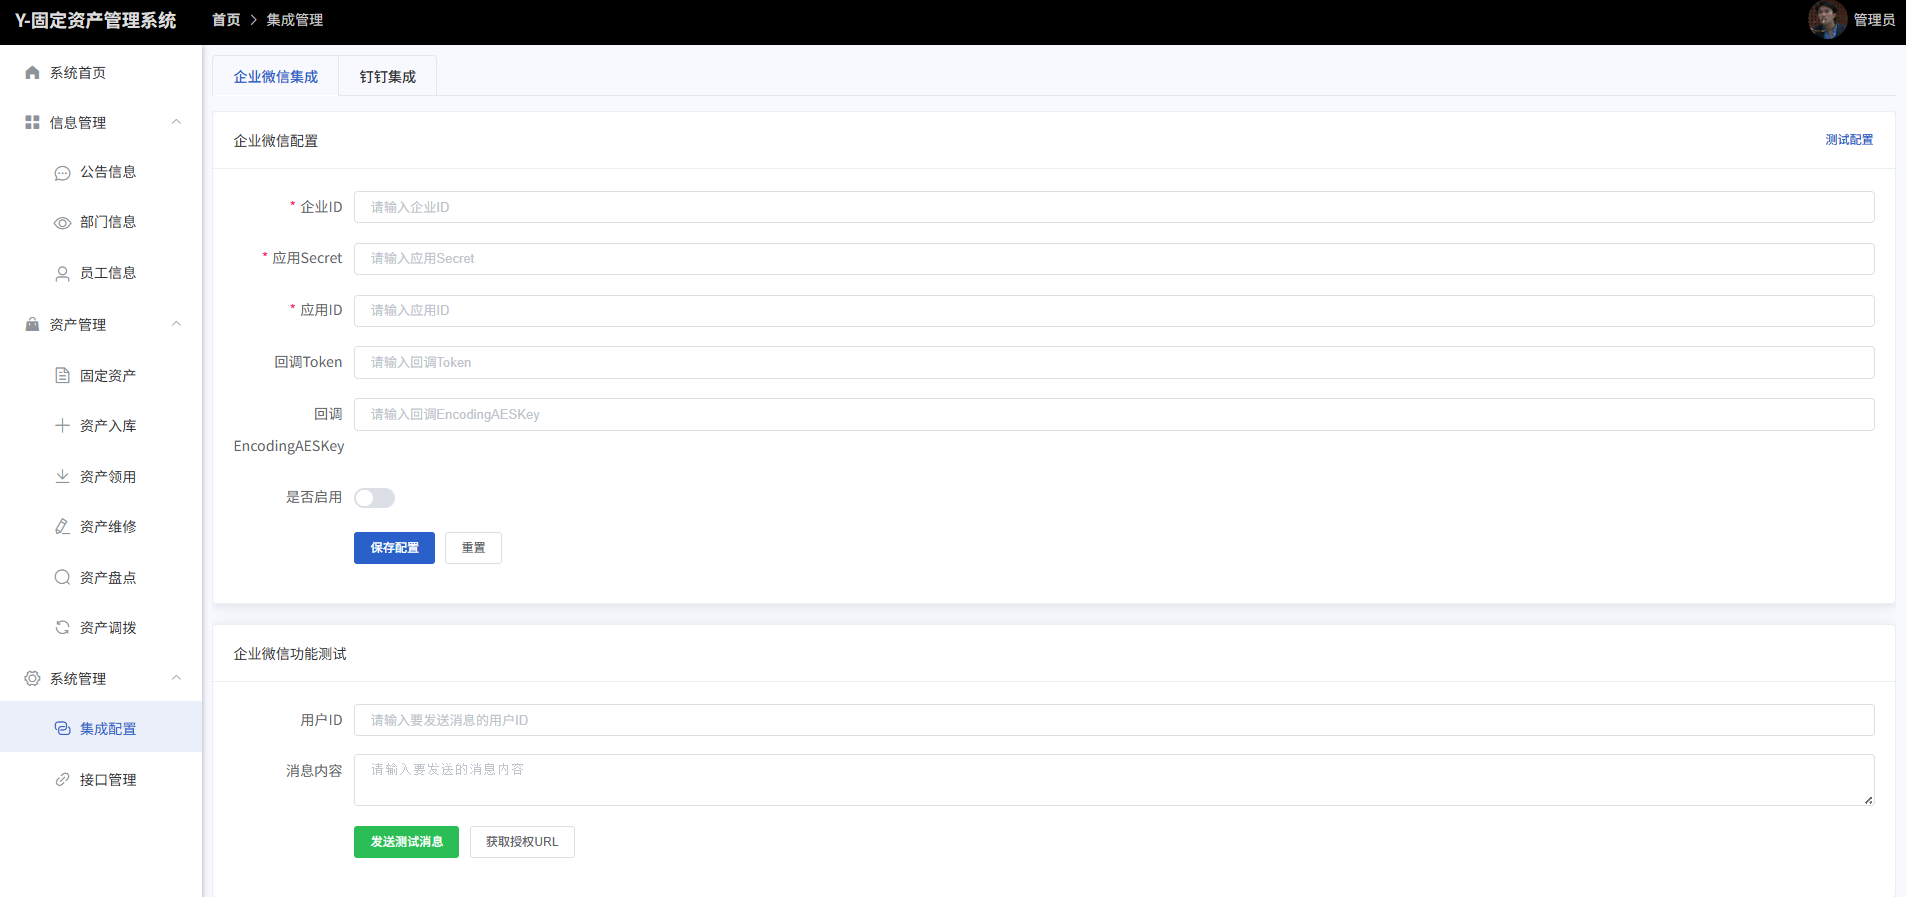 Y-固定资产管理系统
首页 > 集成管理
管理员
系统首页
信息管理
公告信息
部门信息
员工信息
资产管理
固定资产
资产入库
资产领用
资产维修
资产盘点
资产调拨
系统管理
集成配置
接口管理
企业微信集成
钉钉集成
企业微信配置
测试配置
* 企业ID
请输入企业ID
* 应用Secret
请输入应用Secret
* 应用ID
请输入应用ID
回调Token
请输入回调Token
回调
EncodingAESKey
请输入回调EncodingAESKey
是否启用
保存配置
重置
企业微信功能测试
用户ID
请输入要发送消息的用户ID
消息内容
请输入要发送的消息内容
发送测试消息
获取授权URL